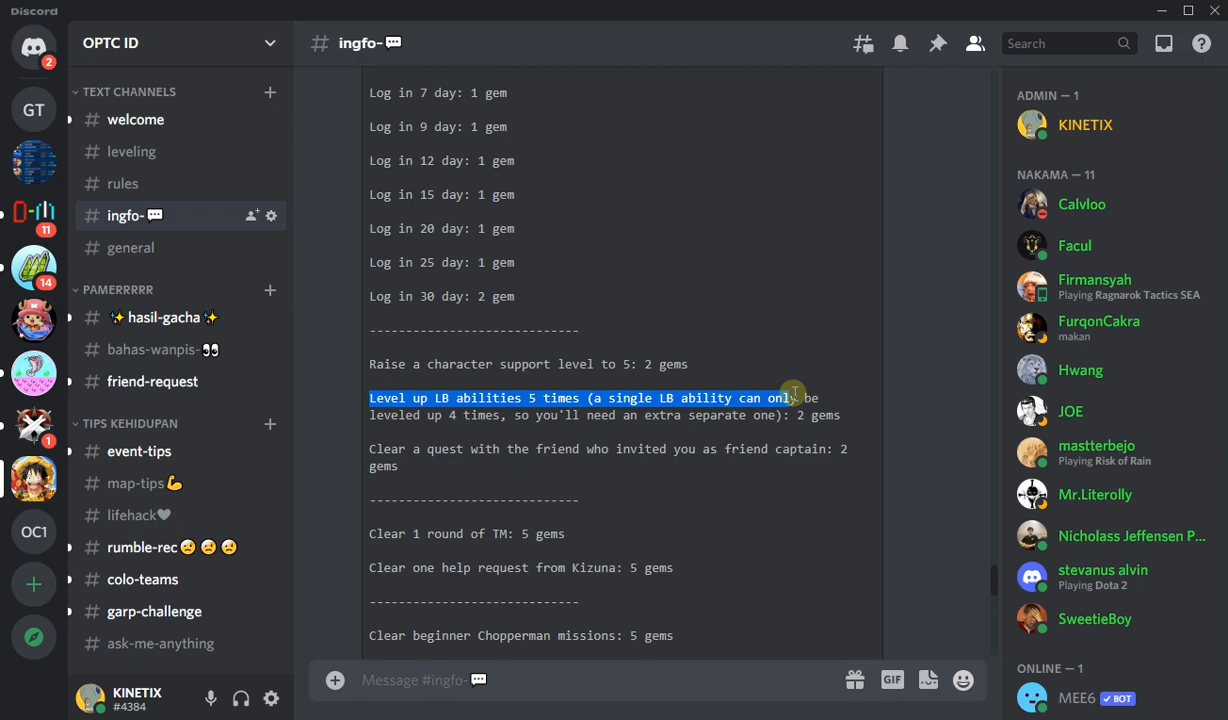 Discord
2
OPTC ID
# ingfo-💬
Search
GT
11
14
1
OC1
TEXT CHANNELS
# welcome
# leveling
# rules
# ingfo-💬
# general
PAMERRRRR
# ✨hasil-gacha✨
# bahas-wanpis-👀
# friend-request
TIPS KEHIDUPAN
# event-tips
# map-tips💪
# lifehack🖤
# rumble-rec😥😥😥
# colo-teams
# garp-challenge
# ask-me-anything
KINETIX
#4384
Log in 7 day: 1 gem
Log in 9 day: 1 gem
Log in 12 day: 1 gem
Log in 15 day: 1 gem
Log in 20 day: 1 gem
Log in 25 day: 1 gem
Log in 30 day: 2 gem
-----------------------------
Raise a character support level to 5: 2 gems
Level up LB abilities 5 times (a single LB ability can only be
leveled up 4 times, so you'll need an extra separate one): 2 gems
Clear a quest with the friend who invited you as friend captain: 2
gems
-----------------------------
Clear 1 round of TM: 5 gems
Clear one help request from Kizuna: 5 gems
-----------------------------
Clear beginner Chopperman missions: 5 gems
Message #ingfo-💬
GIF
ADMIN — 1
KINETIX
NAKAMA — 11
Calvloo
Facul
Firmansyah
Playing Ragnarok Tactics SEA
FurqonCakra
makan
Hwang
JOE
mastterbejo
Playing Risk of Rain
Mr.Literolly
Nicholass Jeffensen P...
stevanus alvin
Playing Dota 2
SweetieBoy
ONLINE — 1
MEE6 ✓ BOT